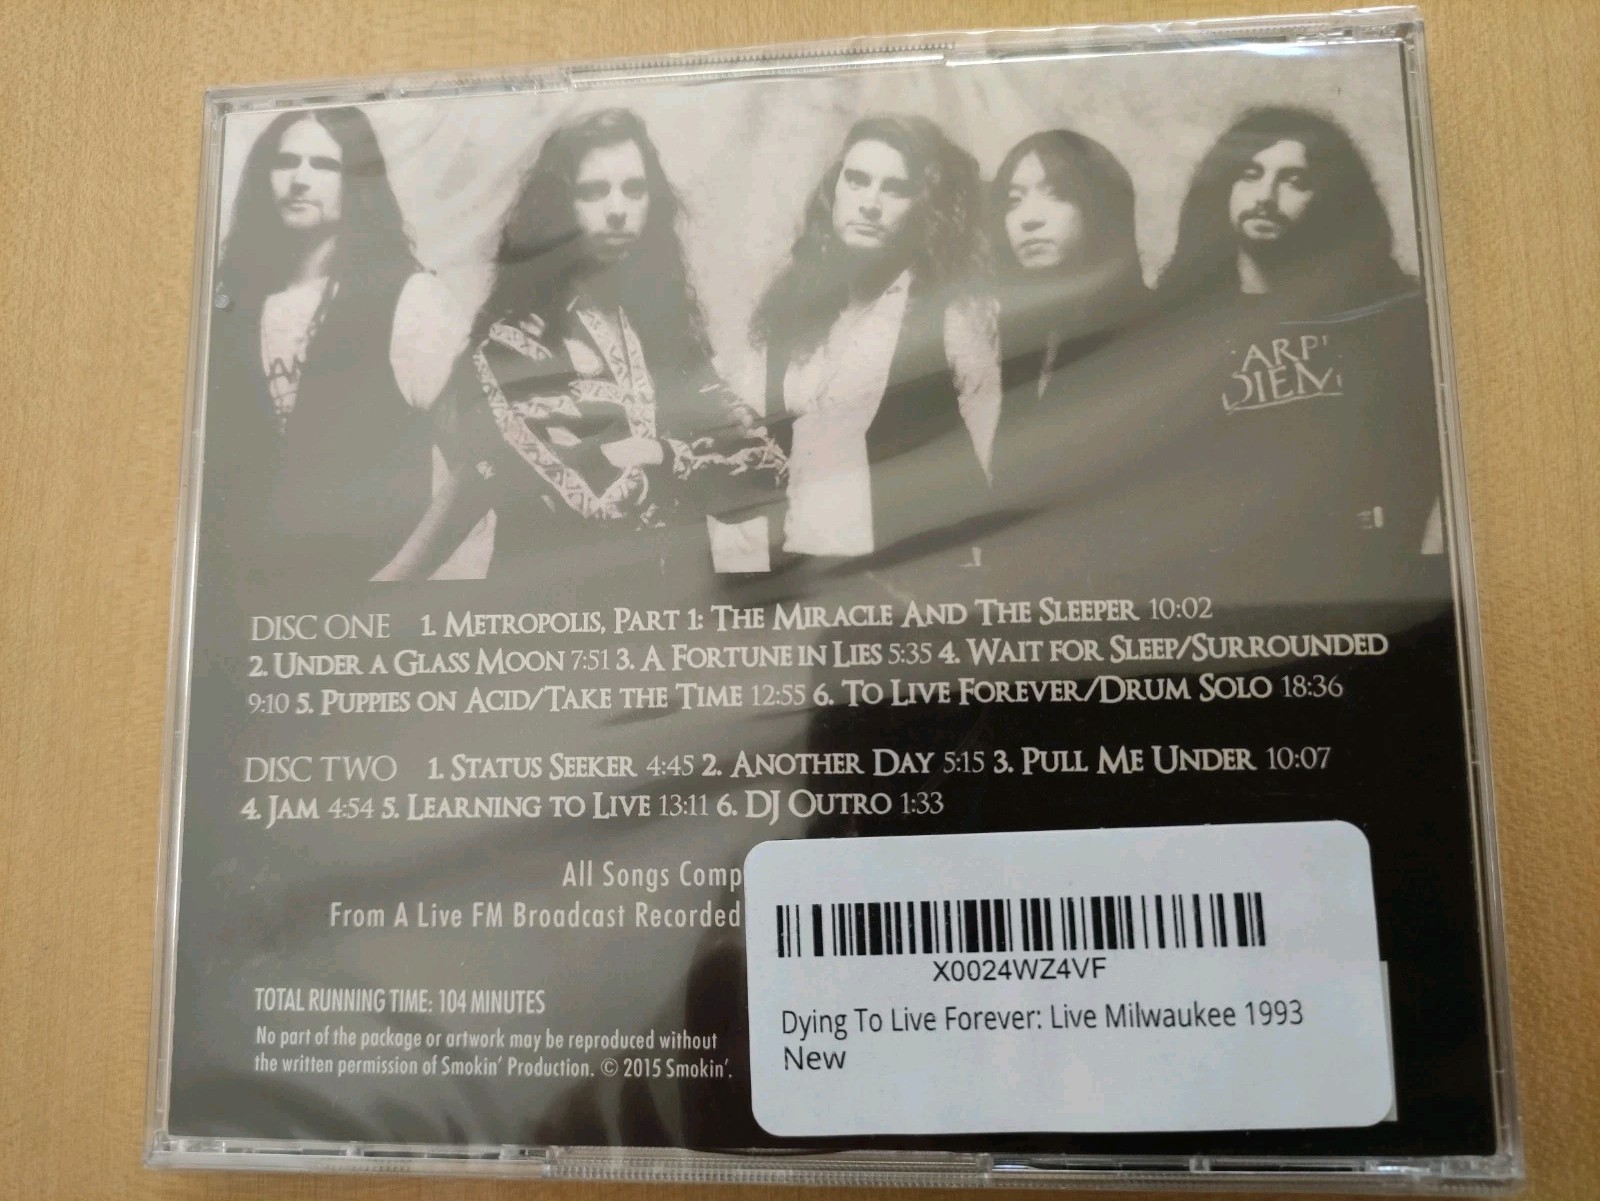 ARP
DIEM
DISC ONE 1. METROPOLIS, PART 1: THE MIRACLE AND THE SLEEPER 10:02
2. UNDER A GLASS MOON 7:51 3. A FORTUNE IN LIES 5:35 4. WAIT FOR SLEEP/SURROUNDED
9:10 5. PUPPIES ON ACID/TAKE THE TIME 12:55 6. TO LIVE FOREVER/DRUM SOLO 18:36
DISC TWO 1. STATUS SEEKER 4:45 2. ANOTHER DAY 5:15 3. PULL ME UNDER 10:07
4. JAM 4:54 5. LEARNING TO LIVE 13:11 6. DJ OUTRO 1:33
All Songs Comp
From A Live FM Broadcast Recorded
TOTAL RUNNING TIME: 104 MINUTES
No part of the package or artwork may be reproduced without
the written permission of Smokin' Production. © 2015 Smokin'.
X0024WZ4VF
Dying To Live Forever: Live Milwaukee 1993
New